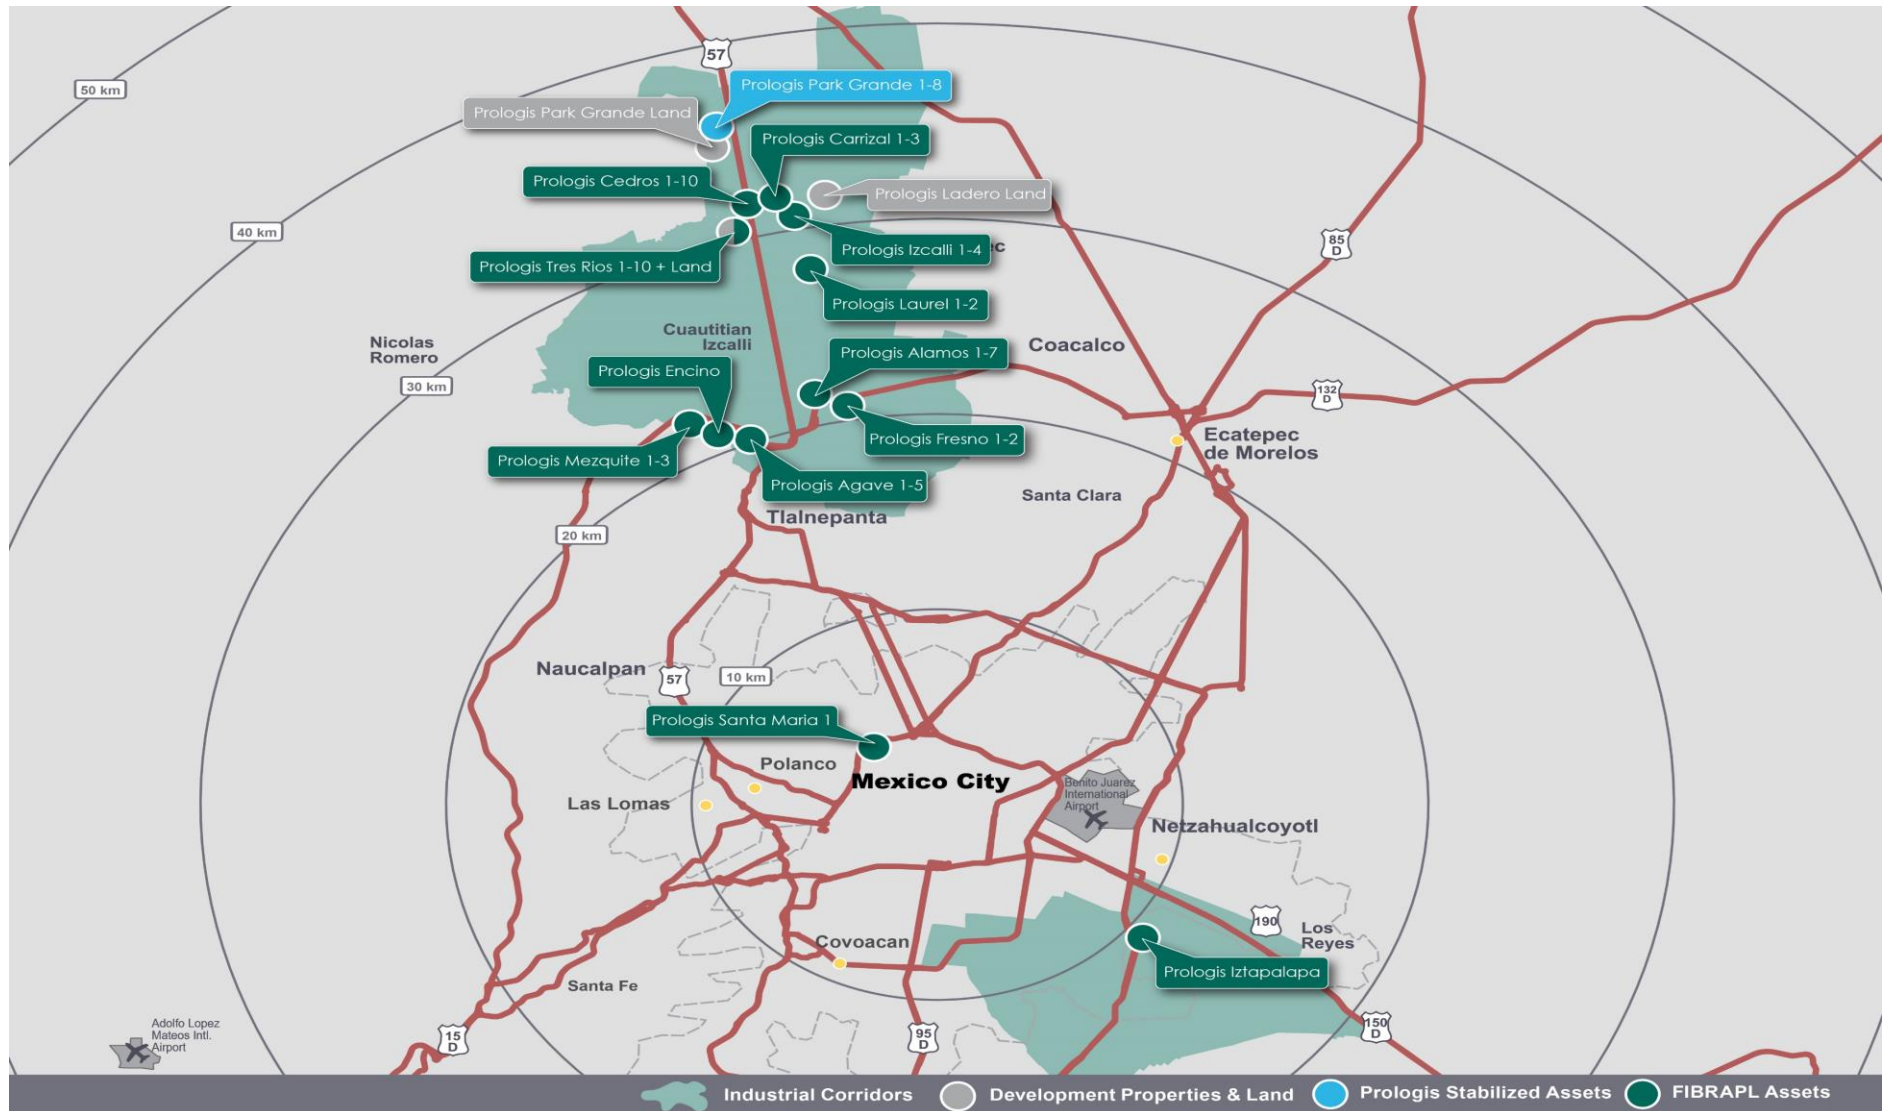 57
Prologis Park Grande 1-8
50 km
Prologis Park Grande Land
Prologis Carrizal 1-3
Prologis Cedros 1-10
Prologis Ladero Land
40 km
85
D
Prologis Izcalli 1-4
ec
Prologis Tres Rios 1-10 + Land
Prologis Laurel 1-2
Cuautitian
Izcalli
Nicolas
Romero
Coacalco
Prologis Alamos 1-7
Prologis Encino
30 km
132
D
Prologis Fresno 1-2
Ecatepec
de Morelos
Prologis Mezquite 1-3
Prologis Agave 1-5
Santa Clara
Tlalnepanta
20 km
Naucalpan
57
10 km
Prologis Santa Maria 1
Polanco
Mexico City
Benito Juarez
International
Airport
Las Lomas
Netzahualcoyotl
190
Los
Reyes
Covoacan
Prologis Iztapalapa
Santa Fe
Adolfo Lopez
Mateos Intl.
Airport
15
D
95
D
150
D
Industrial Corridors
Development Properties & Land
Prologis Stabilized Assets
FIBRAPL Assets